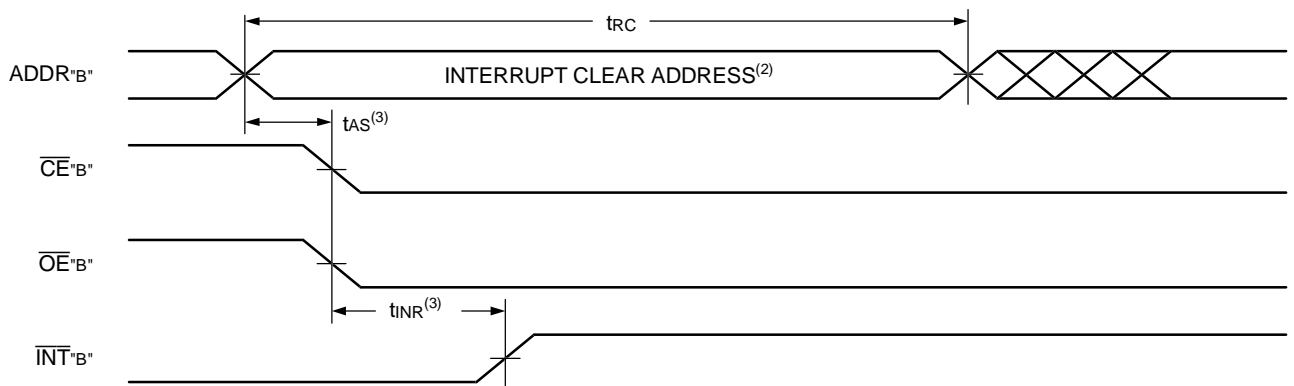 tRC
ADDR"B"
INTERRUPT CLEAR ADDRESS(2)
tAS(3)
CE"B"
OE"B"
tINR(3)
INT"B"